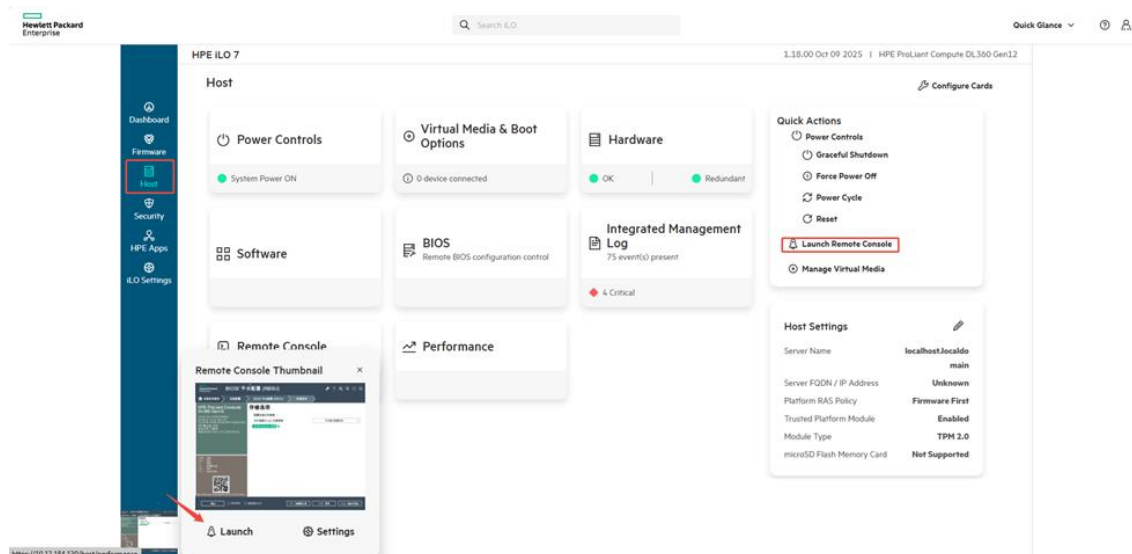 Hewlett Packard
Enterprise
Search iLO
Quick Glance
HPE iLO 7
1.18.00 Oct 09 2025 | HPE ProLiant Compute DL360 Gen12
Host
Configure Cards
Dashboard
Firmware
Host
Security
HPE Apps
iLO Settings
Power Controls
System Power ON
Virtual Media & Boot
Options
0 device connected
Hardware
OK
Redundant
Software
BIOS
Remote BIOS configuration control
Integrated Management
Log
75 event(s) present
4 Critical
Remote Console
Performance
Quick Actions
Power Controls
Graceful Shutdown
Force Power Off
Power Cycle
Reset
Launch Remote Console
Manage Virtual Media
Host Settings
Server Name localhost.localdo
main
Server FQDN / IP Address Unknown
Platform RAS Policy Firmware First
Trusted Platform Module Enabled
Module Type TPM 2.0
microSD Flash Memory Card Not Supported
Remote Console Thumbnail
Launch
Settings